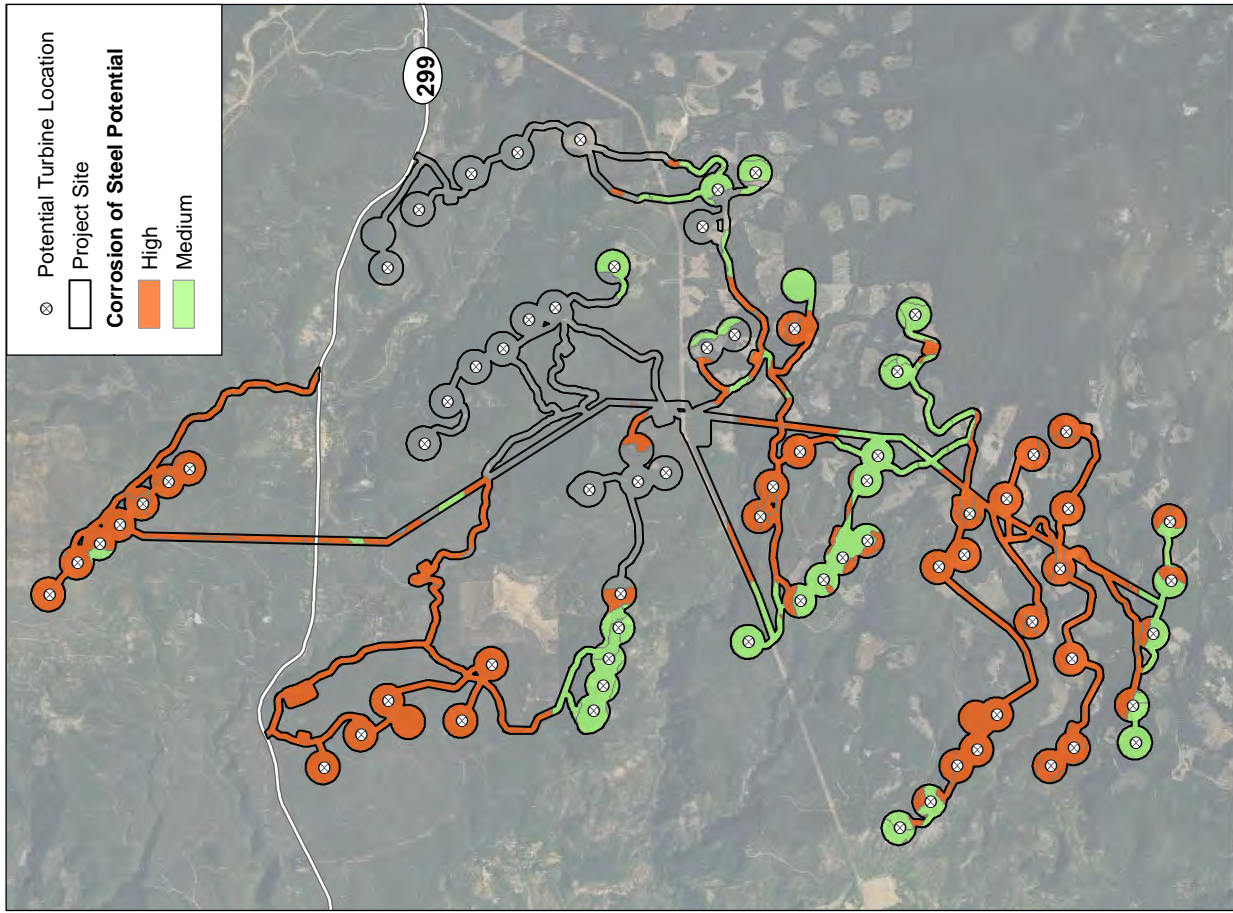 Potential Turbine Location
Project Site
Corrosion of Steel Potential
High
Medium
299